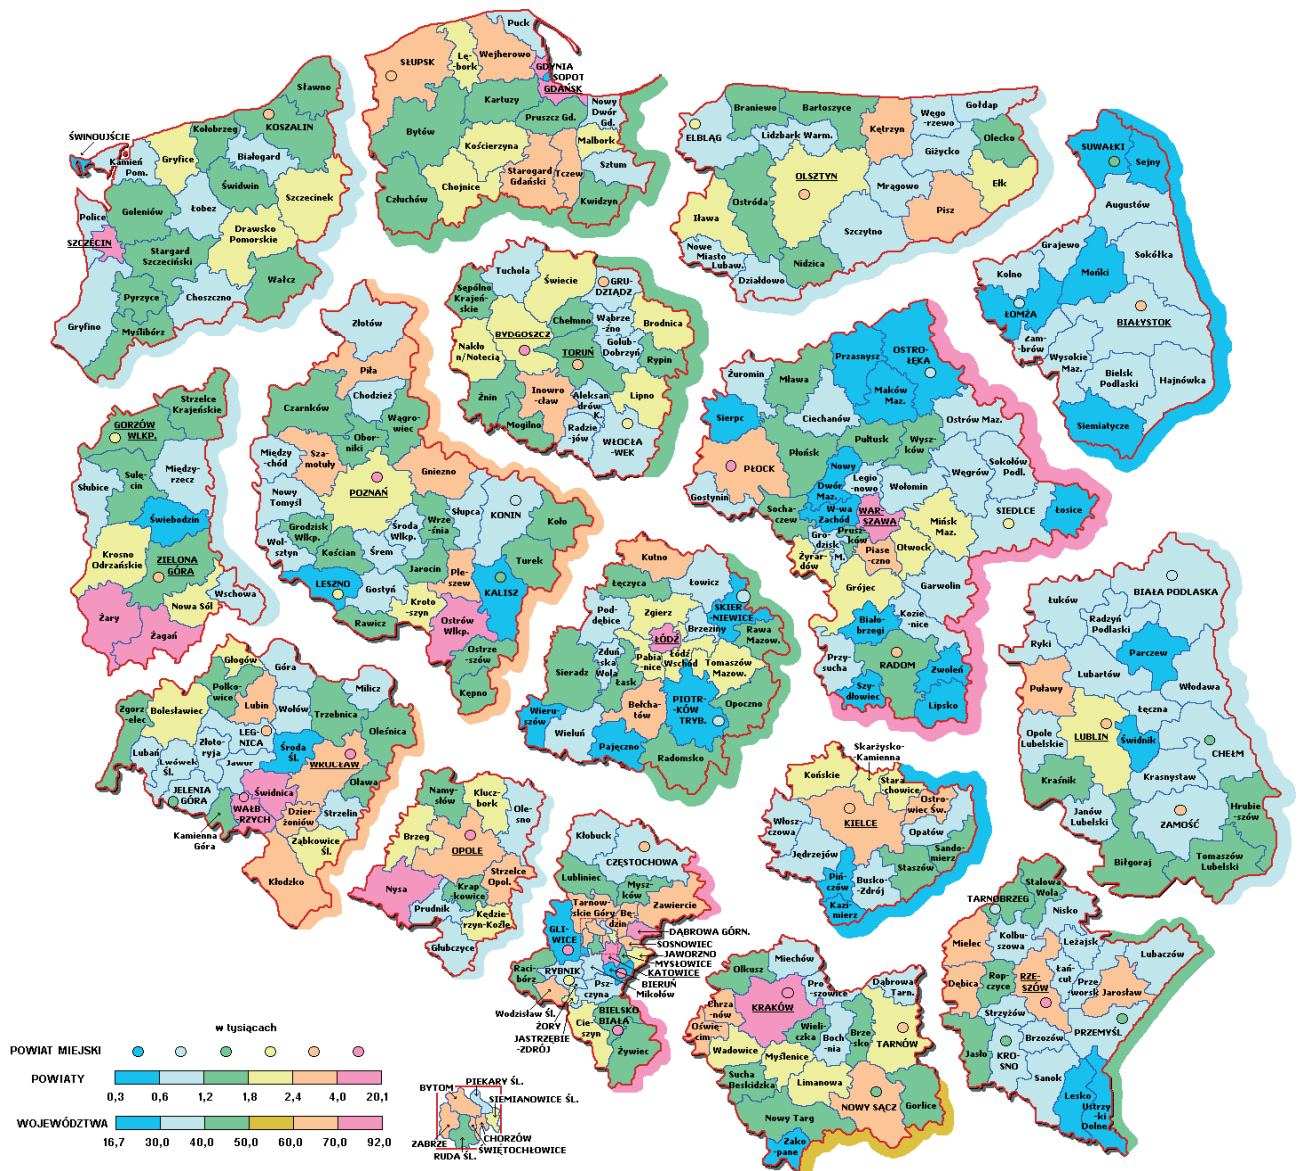 Puck
SŁUPSK
Lę-
bork
Wejherowo
GDYNIA
SOPOT
GDAŃSK
Kartuzy
Nowy
Dwór
Gd.
Pruszcz Gd.
Bytów
Kościerzyna
Malbork
Starogard
Gdański
Tczew
Sztum
Chojnice
Człuchów
Kwidzyn
Sławno
KOSZALIN
Kołobrzeg
ŚWINOUJŚCIE
Kamień
Pom.
Gryfice
Białogard
Świdwin
Szczecinek
Police
Goleniów
Łobez
SZCZECIN
Drawsko
Pomorskie
Stargard
Szczeciński
Wałcz
Pyrzyce
Choszczno
Gryfino
Myślibórz
ELBLĄG
Braniewo
Bartoszyce
Lidzbark Warm.
Kętrzyn
Węgo
-rzewo
Gołdap
Olecko
Giżycko
OLSZTYN
Mrągowo
Ełk
Iława
Ostróda
Pisz
Szczytno
Nowe
Miasto
Lubaw.
Nidzica
Działdowo
SUWAŁKI
Sejny
Augustów
Grajewo
Sokółka
Kolno
Mońki
ŁOMŻA
BIAŁYSTOK
Zam-
brów
Wysokie
Maz.
Bielsk
Podlaski
Hajnówka
Siemiatycze
Tuchola
Sępólno
Krajeń-
skie
Świecie
GRU-
DZIĄDZ
Chełmno
Wąbrze
-źno
Brodnica
BYDGOSZCZ
Nakło
n/Notecią
TORUŃ
Golub
Dobrzyń
Rypin
Inowro
-cław
Aleksan-
drów
K.
Lipno
Żnin
Mogilno
Radzie-
jów
WŁOCŁA
-WEK
Złotów
Piła
Chodzież
Czarnków
Wągro-
wiec
Obor-
niki
Między
-chód
Sza-
motuły
Gniezno
POZNAŃ
Nowy
Tomyśl
Słupca
KONIN
Grodzisk
Wlkp.
Środa
Wlkp.
Wrze-
śnia
Koło
Wol-
sztyn
Kościan
Śrem
Turek
Jarocin
Ple-
szew
LESZNO
Gostyń
KALISZ
Kroto
-szyn
Rawicz
Ostrów
Wlkp.
Ostrze
-szów
Kępno
Strzelce
Krajeńskie
GORZÓW
WLKP.
Sulę-
cin
Między-
rzecz
Słubice
Świebodzin
Krosno
Odrzańskie
ZIELONA
GÓRA
Nowa Sól
Wschowa
Żary
Żagań
Żuromin
Mława
Przasnysz
OSTRO-
ŁĘKA
Maków
Maz.
Ciechanów
Sierpc
Ostrów Maz.
Pułtusk
Wysz-
ków
Płońsk
PŁOCK
Nowy
Dwór
Maz.
Legio
-nowo
Wołomin
Węgrów
Sokołów
Podl.
Gostynin
Socha-
czew
W-wa
Zachód
WAR-
SZAWA
Mińsk
Maz.
SIEDLCE
Łosice
Gro-
dzisk
M.
Prusz-
ków
Piase
-czno
Otwock
Żyrar-
dów
Grójec
Garwolin
Kozie-
nice
Biało-
brzegi
Przy-
sucha
RADOM
Zwoleń
Szy-
dłowiec
Lipsko
Kutno
Łęczyca
Łowicz
Pod-
dębice
Zgierz
SKIER
NIEWICE
Brzeziny
Rawa
Mazow.
ŁÓDŹ
Zduń-
ska
Wola
Pabia
-nice
Łódź
Wschód
Tomaszów
Mazow.
Sieradz
Łask
Bełcha-
tów
PIOTR-
KÓW
TRYB.
Opoczno
Wieru-
szów
Wieluń
Pajęczno
Radomsko
BIAŁA PODLASKA
Łuków
Radzyń
Podlaski
Ryki
Parczew
Lubartów
Włodawa
Puławy
Łęczna
Opole
Lubelskie
LUBLIN
Świdnik
CHEŁM
Krasnystaw
Kraśnik
Janów
Lubelski
ZAMOŚĆ
Hrubie-
szów
Biłgoraj
Tomaszów
Lubelski
Głogów
Góra
Polko-
wice
Milicz
Zgorz
-elec
Bolesławiec
Lubin
Wołów
Trzebnica
LEG-
NICA
Oleśnica
Lubań
Złoto-
ryja
Środa
Śl.
WROCŁAW
Lwówek
Śl.
Jawor
Oława
JELENIA
GÓRA
Świdnica
WAŁB
-RZYCH
Dzier-
żoniów
Strzelin
Kamienna
Góra
Ząbkowice
Śl.
Kłodzko
Namy-
słów
Klucz-
bork
Ole-
sno
Brzeg
OPOLE
Nysa
Strzelce
Opol.
Krap
-kowice
Prudnik
Kędzie-
rzyn-Koźle
Głubczyce
Skarżysko-
Kamienna
Końskie
Stara
chowice
Ostro-
wiec Św.
KIELCE
Włosz-
czowa
Opatów
Jędrzejów
Sando-
mierz
Staszów
Piń-
czów
Busko-
Zdrój
Kazi-
mierz
Kłobuck
CZĘSTOCHOWA
Lubliniec
Mysz-
ków
Tarnow-
skie Góry
Bę-
dzin
Zawiercie
GLI-
WICE
DĄBROWA GÓRN.
SOSNOWIEC
JAWORZNO
MYSŁOWICE
KATOWICE
BIERUŃ
Mikołów
Raci-
bórz
RYBNIK
Psz-
czyna
Wodzisław Śl.
ŻORY
JASTRZĘBIE
-ZDRÓJ
Cie-
szyn
BIELSKO
BIAŁA
Żywiec
Stalowa
Wola
TARNOBRZEG
Nisko
Kolbu-
szowa
Leżajsk
Mielec
Lubaczów
Rop-
czyce
RZE-
SZÓW
Łań-
cut
Prze
worsk
Dębica
Jarosław
Strzyżów
PRZEMYŚL
Brzozów
Jasło
KRO-
SNO
Sanok
Lesko
Ustrzy
-ki
Dolne
Miechów
Olkusz
Pro-
szowice
Dąbrowa
Tarn.
KRAKÓW
Chrza
-nów
Oświę-
cim
Wieli-
czka
Boch-
nia
Brze-
sko
TARNÓW
Wadowice
Myślenice
Sucha
Beskidzka
Limanowa
NOWY SĄCZ
Gorlice
Nowy Targ
Zako
-pane
w tysiącach
POWIAT MIEJSKI
POWIATY
0,3 0,6 1,2 1,8 2,4 4,0 20,1
WOJEWÓDZTWA
16,7 30,0 40,0 50,0 60,0 70,0 92,0
BYTOM
PIEKARY ŚL.
SIEMIANOWICE ŚL.
CHORZÓW
ŚWIĘTOCHŁOWICE
ZABRZE
RUDA ŚL.